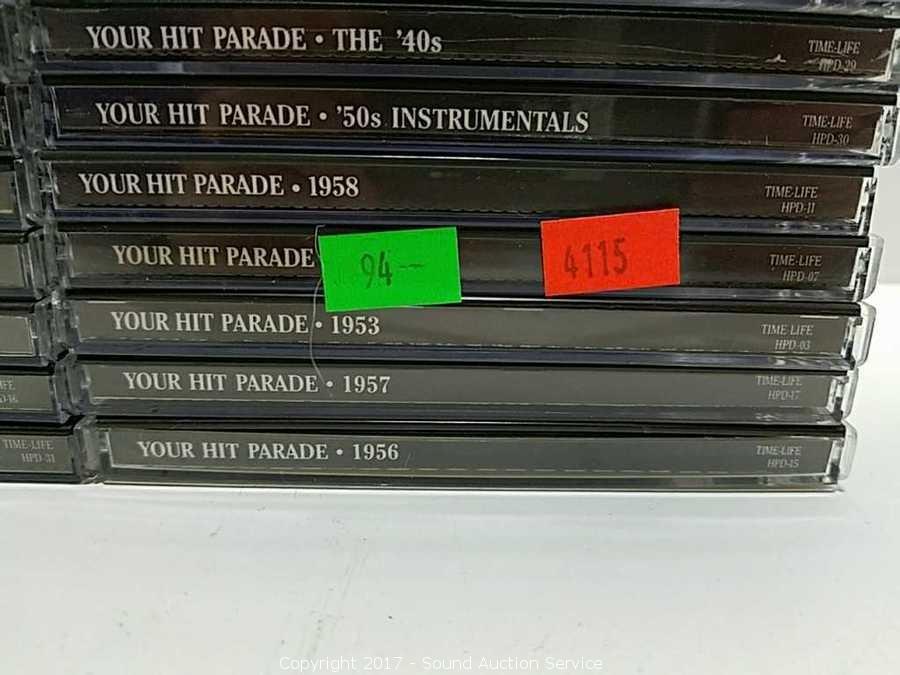 YOUR HIT PARADE • THE '40s TIME-LIFE
HPD-29
YOUR HIT PARADE • '50s INSTRUMENTALS TIME-LIFE
HPD-30
YOUR HIT PARADE • 1958 TIME-LIFE
HPD-11
YOUR HIT PARADE 94-- 4115 TIME-LIFE
HPD-07
YOUR HIT PARADE • 1953 TIME-LIFE
HPD-03
YOUR HIT PARADE • 1957 TIME-LIFE
HPD-17
YOUR HIT PARADE • 1956 TIME-LIFE
HPD-15
TIME-LIFE
HPD-31
Copyright 2017 - Sound Auction Service